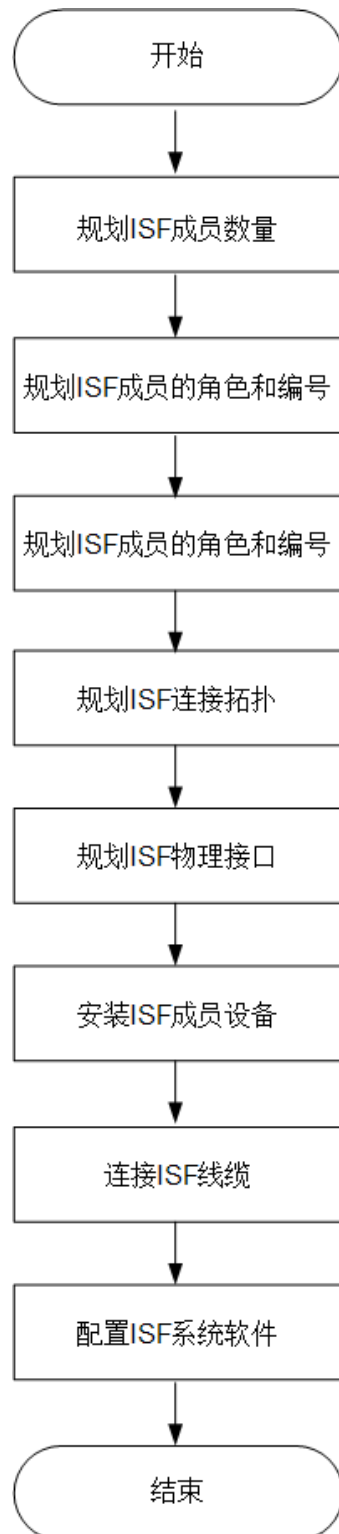 开始
规划ISF成员数量
规划ISF成员的角色和编号
规划ISF成员的角色和编号
规划ISF连接拓扑
规划ISF物理接口
安装ISF成员设备
连接ISF线缆
配置ISF系统软件
结束